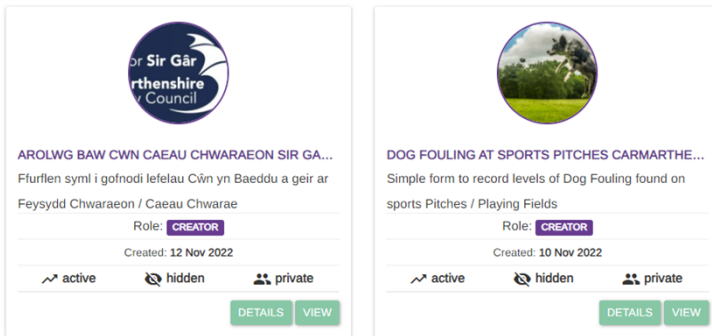 or Sir Gâr
rthenshire
Council
AROLWG BAW CWN CAEAU CHWARAEON SIR GA...
Ffurflen syml i gofnodi lefelau Cŵn yn Baeddu a geir ar
Feysydd Chwaraeon / Caeau Chwarae
Role: CREATOR
Created: 12 Nov 2022
active hidden private
DETAILS VIEW
DOG FOULING AT SPORTS PITCHES CARMARTHE...
Simple form to record levels of Dog Fouling found on
sports Pitches / Playing Fields
Role: CREATOR
Created: 10 Nov 2022
active hidden private
DETAILS VIEW